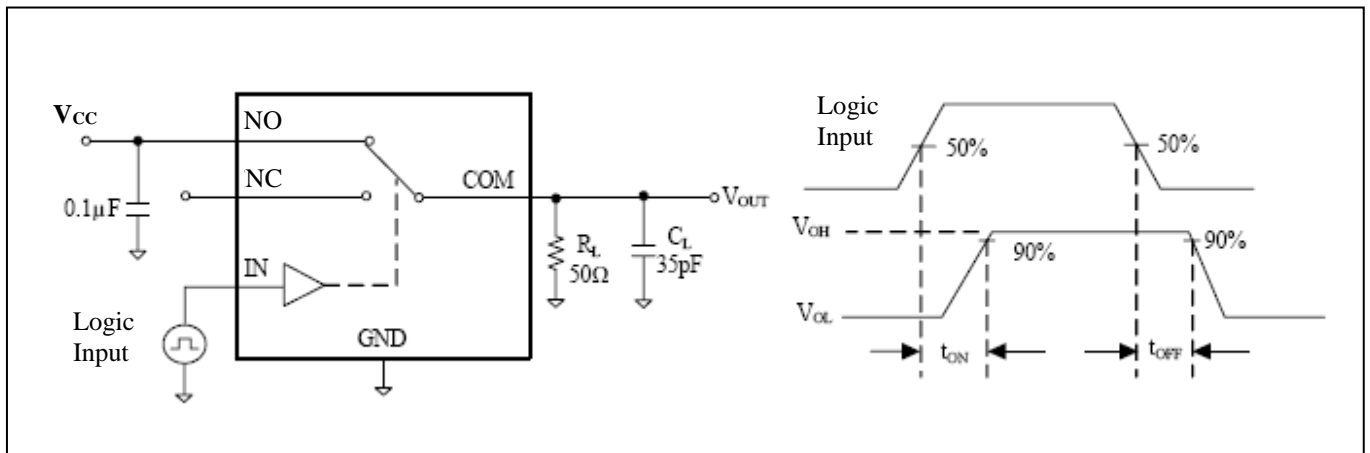 VCC
NO
NC
COM
0.1µF
IN
Logic
Input
GND
RL
50Ω
CL
35pF
VOUT
Logic
Input
50%
50%
VOH
90%
90%
VOL
tON
tOFF